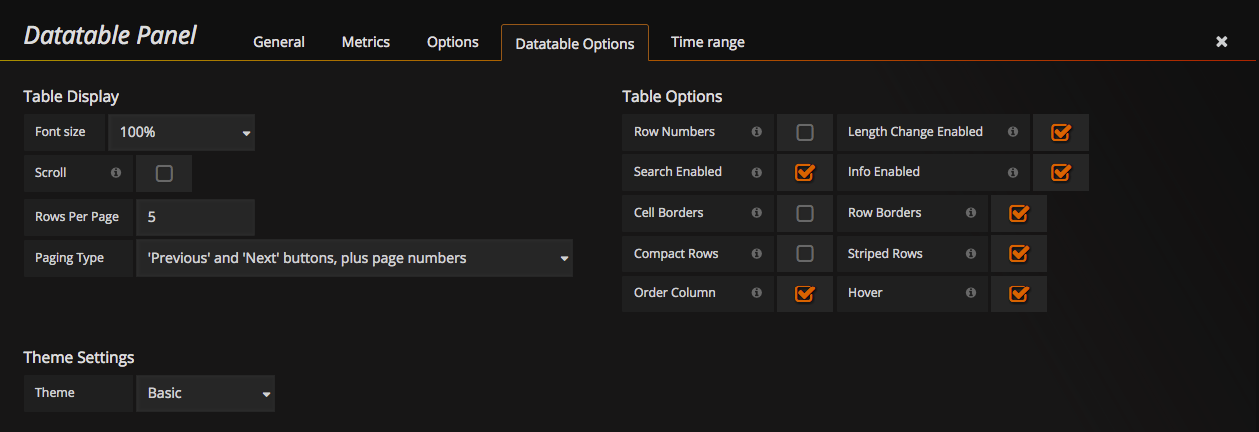 Datatable Panel
General
Metrics
Options
Datatable Options
Time range
Table Display
Font size 100%
Scroll
Rows Per Page 5
Paging Type 'Previous' and 'Next' buttons, plus page numbers
Table Options
Row Numbers Length Change Enabled
Search Enabled Info Enabled
Cell Borders Row Borders
Compact Rows Striped Rows
Order Column Hover
Theme Settings
Theme Basic